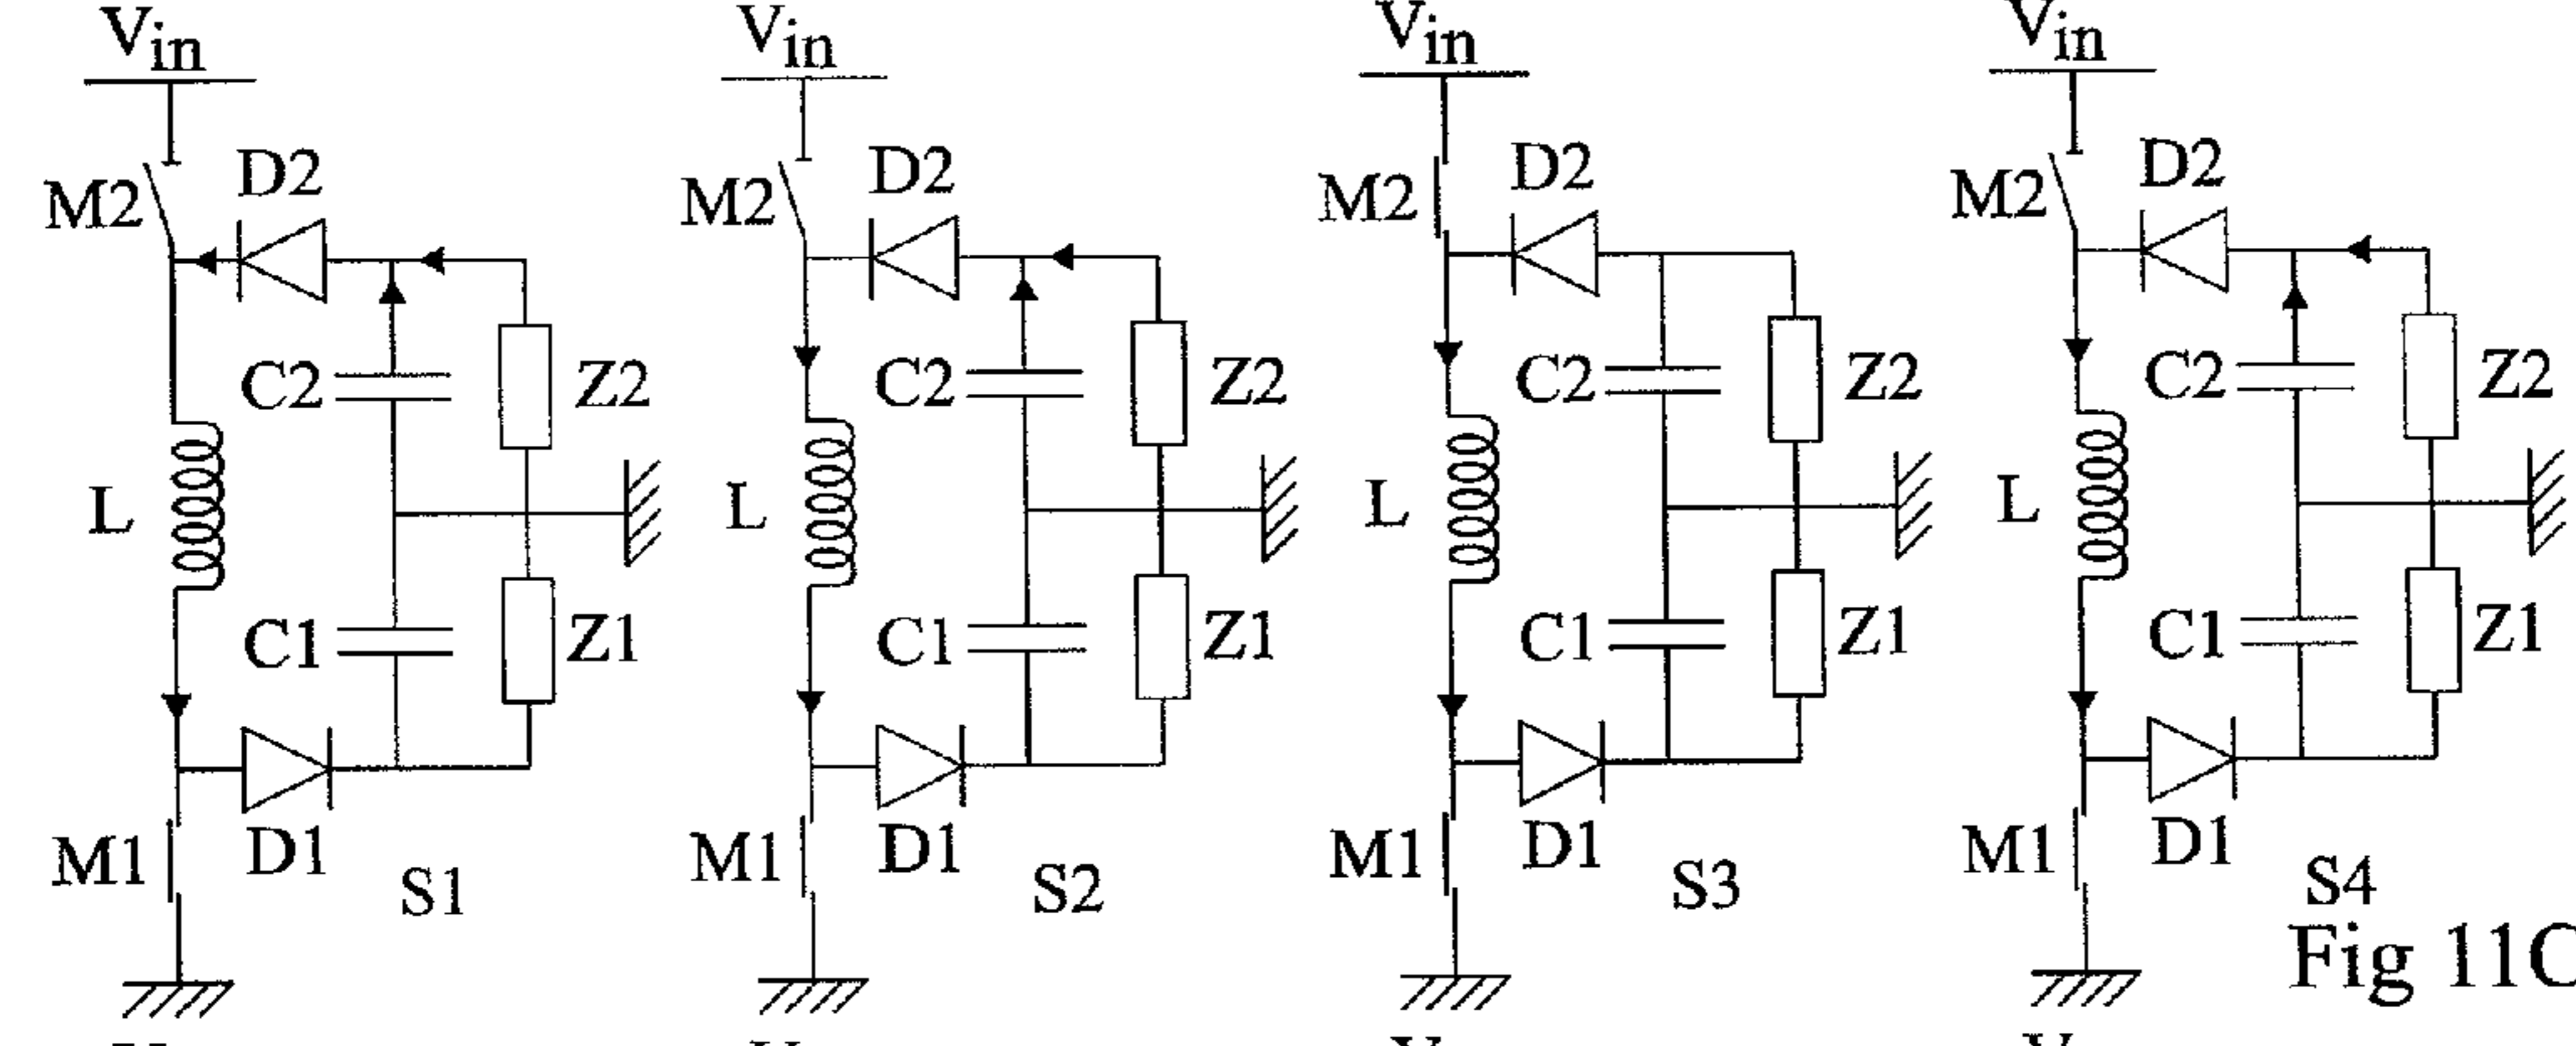 Vin Vin Vin Vin
M2 D2 M2 D2 M2 D2 M2 D2
C2 Z2 C2 Z2 C2 Z2 C2 Z2
L L L L
C1 Z1 C1 Z1 C1 Z1 C1 Z1
M1 D1 S1 M1 D1 S2 M1 D1 S3 M1 D1 S4
Fig 11C